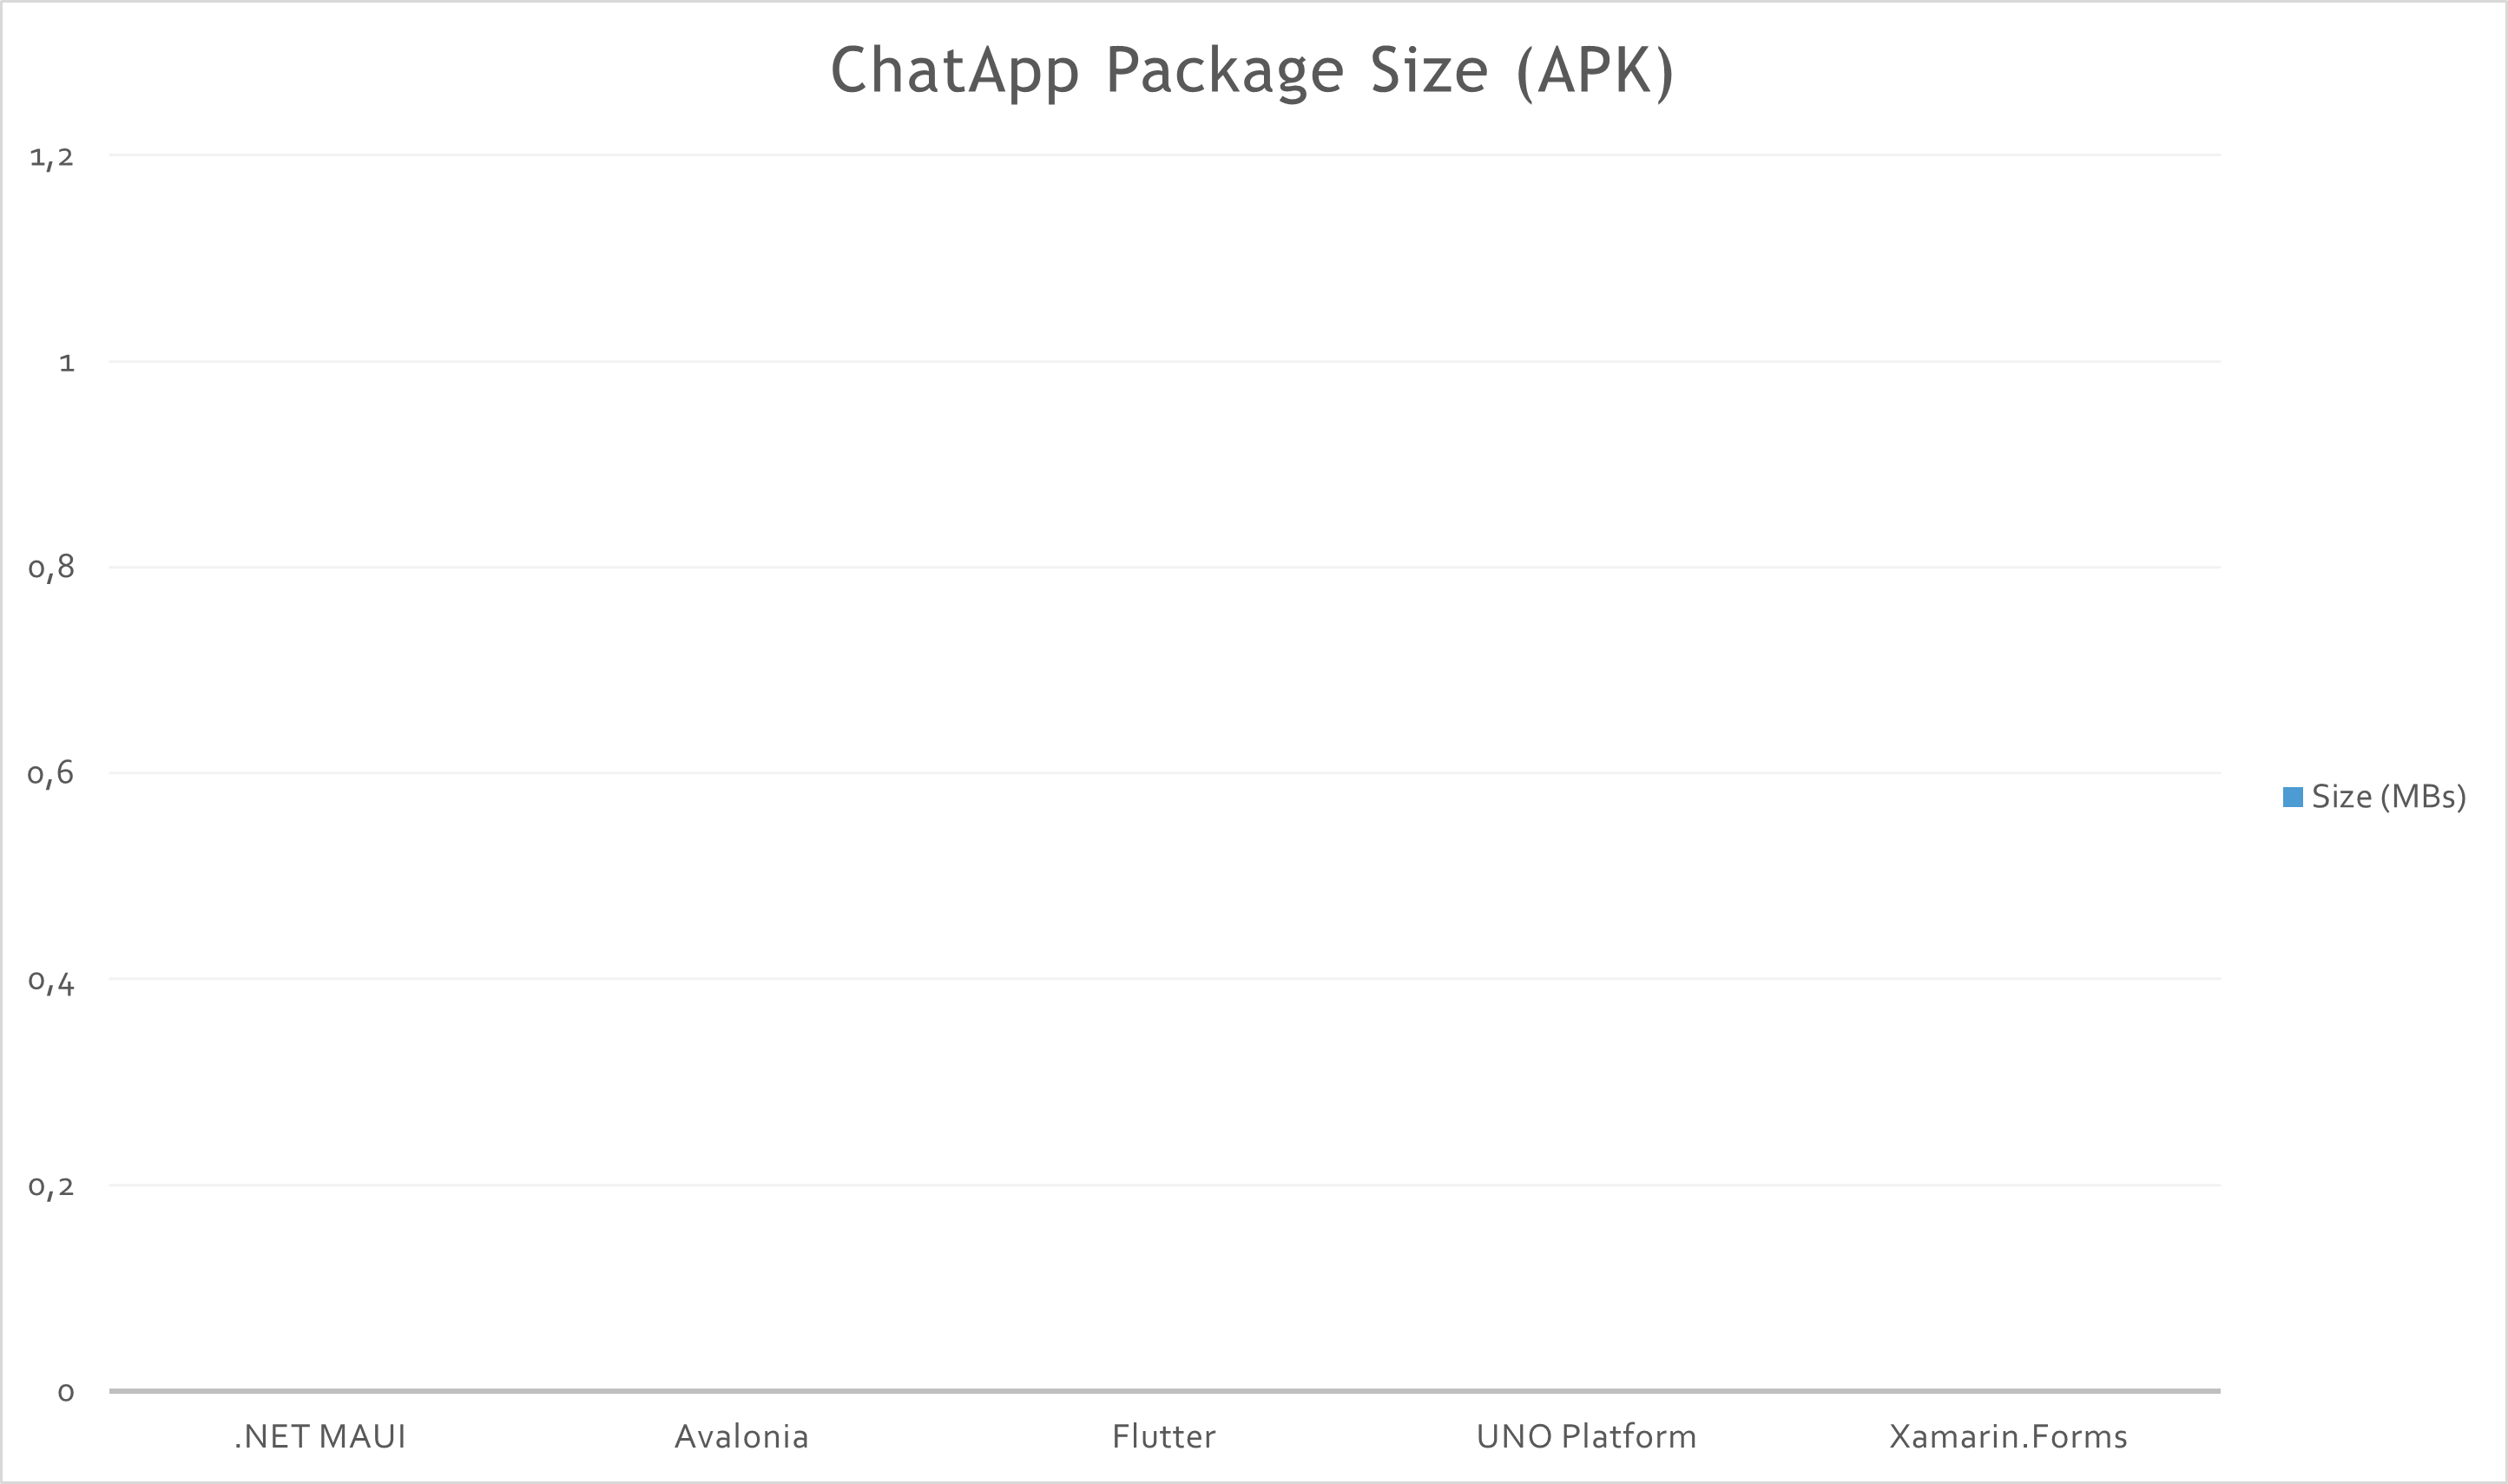 ChatApp Package Size (APK)
1,2
1
0,8
0,6
0,4
0,2
0
Size (MBs)
.NET MAUI
Avalonia
Flutter
UNO Platform
Xamarin.Forms